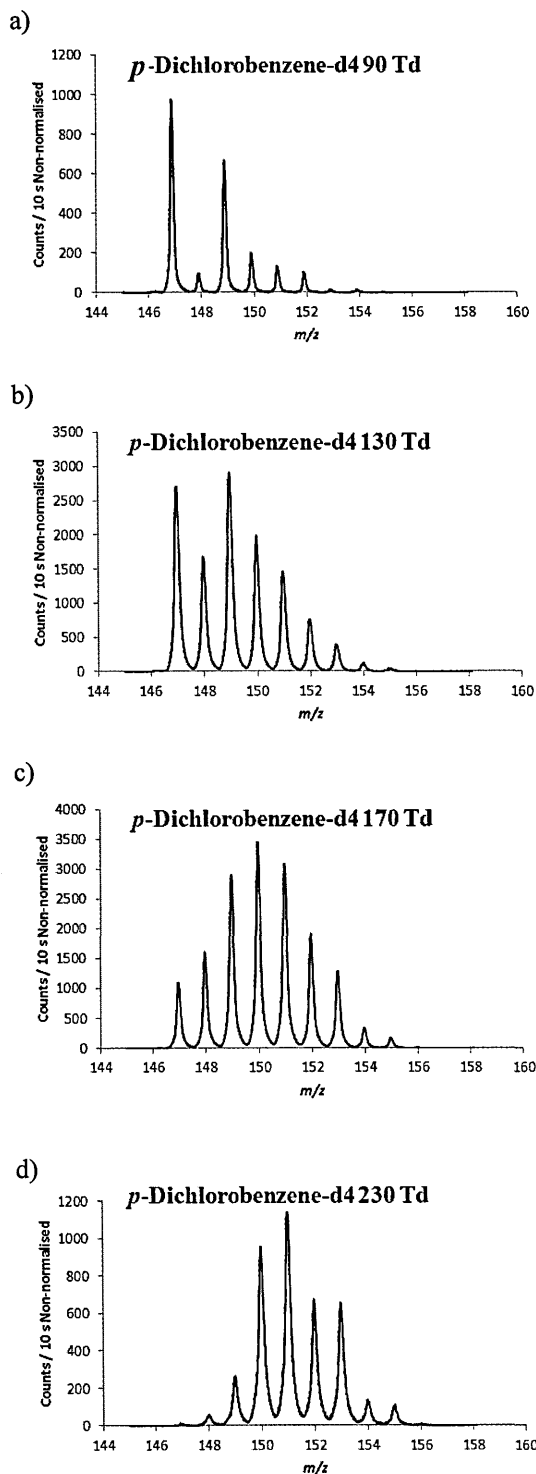 a)
p-Dichlorobenzene-d4 90 Td
Counts / 10 s Non-normalised
1200
1000
800
600
400
200
0
144 146 148 150 152 154 156 158 160
m/z
b)
p-Dichlorobenzene-d4 130 Td
Counts / 10 s Non-normalised
3500
3000
2500
2000
1500
1000
500
0
144 146 148 150 152 154 156 158 160
m/z
c)
p-Dichlorobenzene-d4 170 Td
Counts / 10 s Non-normalised
4000
3500
3000
2500
2000
1500
1000
500
0
144 146 148 150 152 154 156 158 160
m/z
d)
p-Dichlorobenzene-d4 230 Td
Counts / 10 s Non-normalised
1200
1000
800
600
400
200
0
144 146 148 150 152 154 156 158 160
m/z